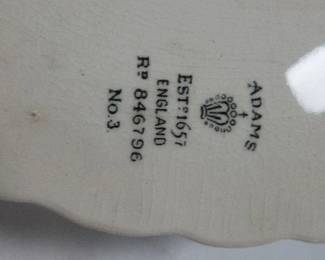 ADAMS
ESTD 1657
ENGLAND
RD 846796
No. 3.